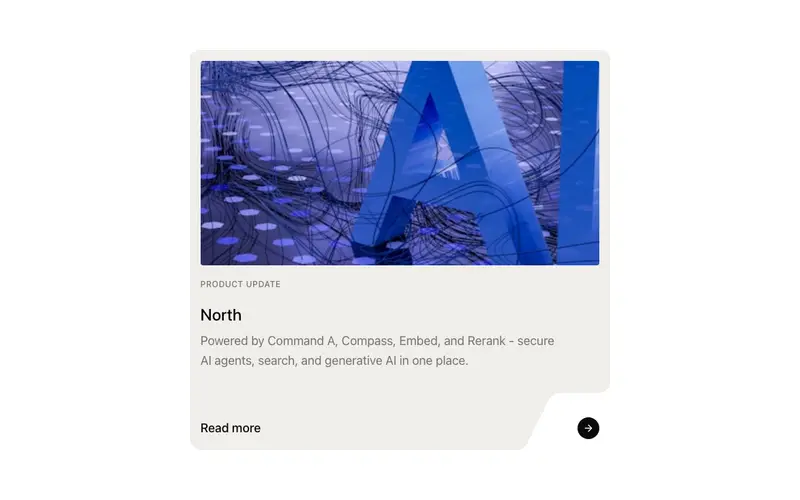 AI
PRODUCT UPDATE
North
Powered by Command A, Compass, Embed, and Rerank - secure
AI agents, search, and generative AI in one place.
Read more